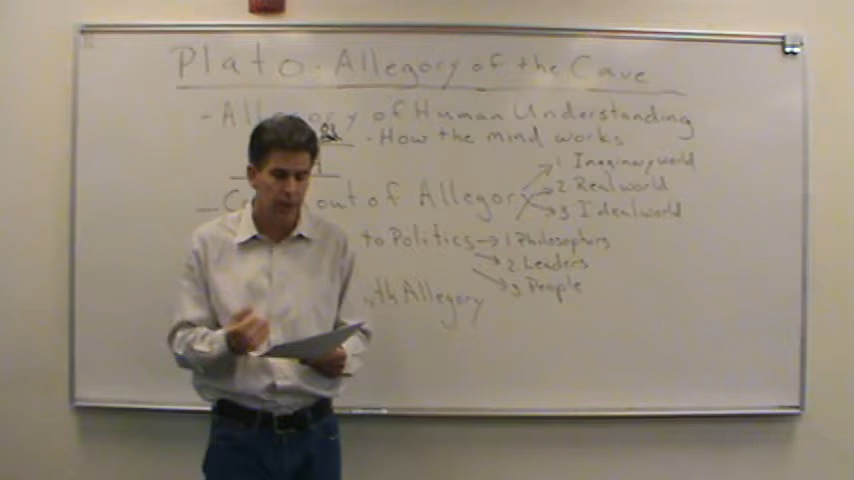 Plato - Allegory of the Cave
- Allegory of Human Understanding
- How the mind works
out of Allegory
1 Imaginary world
2 Real world
3 Ideal world
to Politics → 1 Philosophers
2 Leaders
3 People
th Allegory